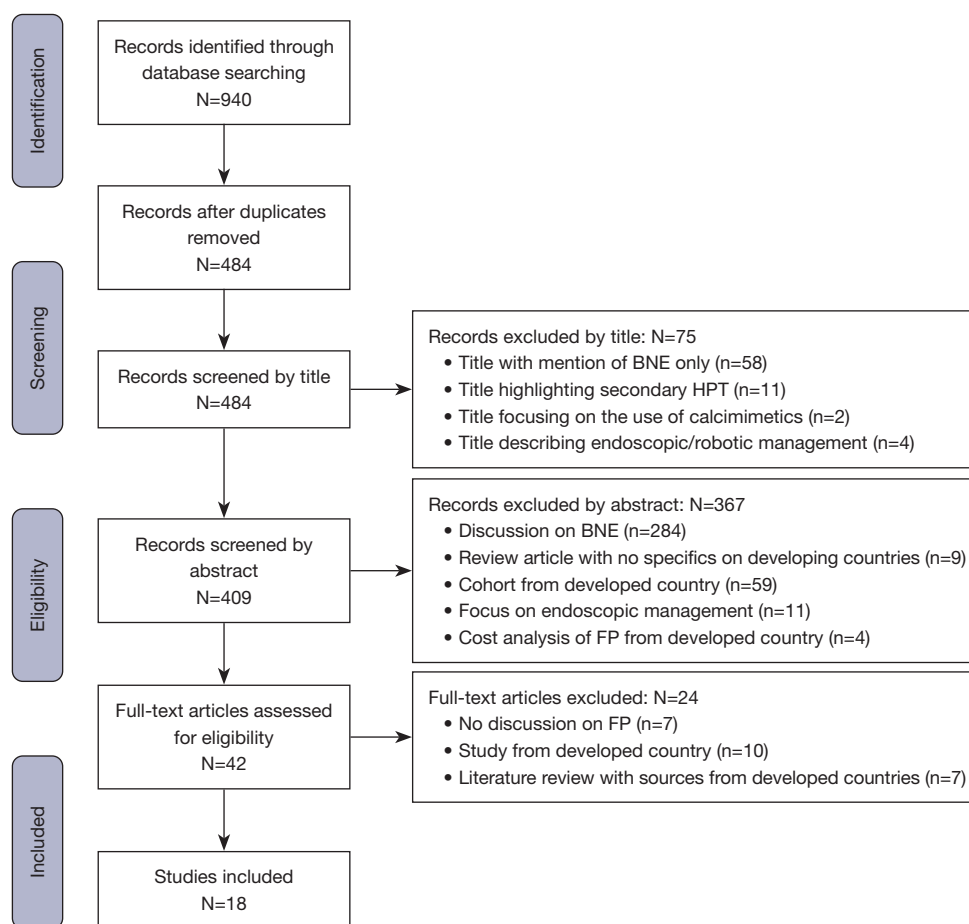 Identification
Records identified through
database searching
N=940
Records after duplicates
removed
N=484
Screening
Records screened by title
N=484
Records excluded by title: N=75
• Title with mention of BNE only (n=58)
• Title highlighting secondary HPT (n=11)
• Title focusing on the use of calcimimetics (n=2)
• Title describing endoscopic/robotic management (n=4)
Eligibility
Records screened by
abstract
N=409
Records excluded by abstract: N=367
• Discussion on BNE (n=284)
• Review article with no specifics on developing countries (n=9)
• Cohort from developed country (n=59)
• Focus on endoscopic management (n=11)
• Cost analysis of FP from developed country (n=4)
Full-text articles assessed
for eligibility
N=42
Full-text articles excluded: N=24
• No discussion on FP (n=7)
• Study from developed country (n=10)
• Literature review with sources from developed countries (n=7)
Included
Studies included
N=18